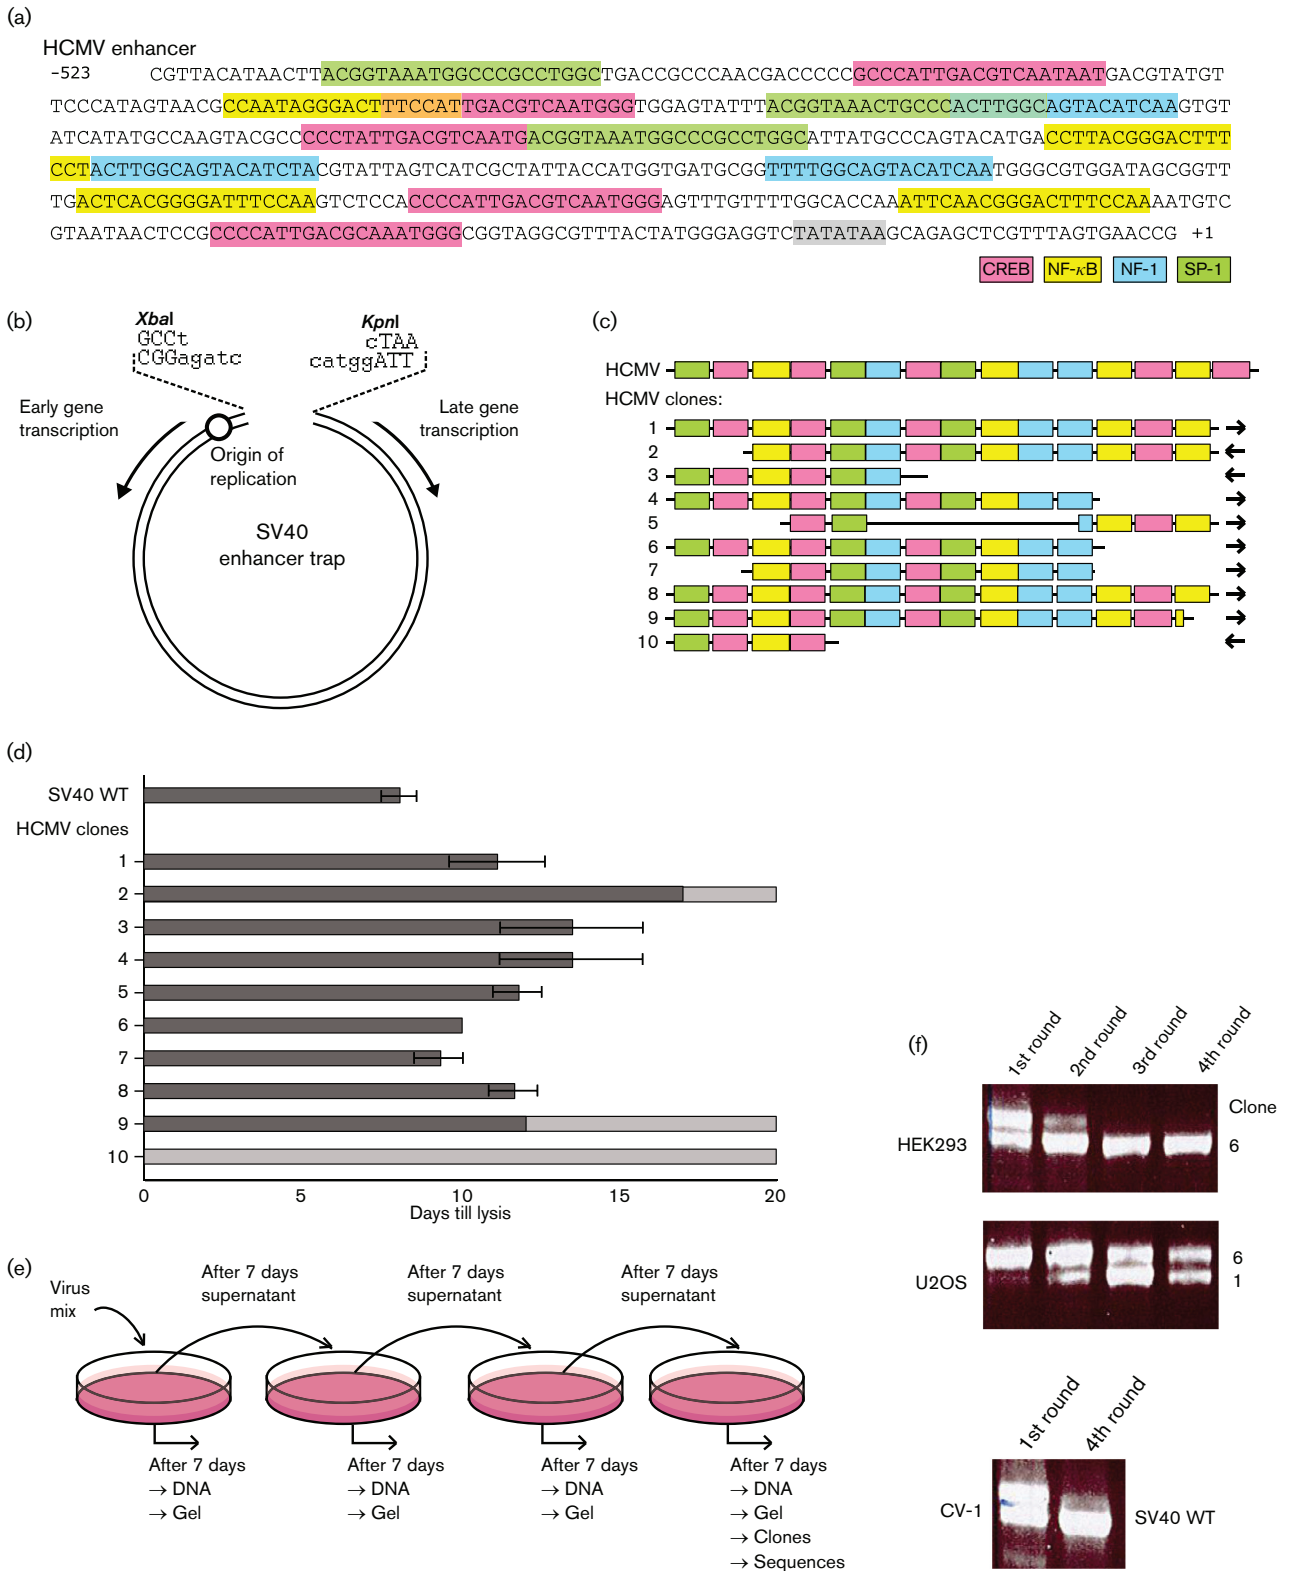 (a)
HCMV enhancer
-523 CGTTACATAACTTACGGTAAATGGCCCGCCTGGCTGACCGCCCAACGACCCCCGCCCATTGACGTCAATAATGACGTATGT
TCCCATAGTAACGCCAATAGGGACTTTCCATTGACGTCAATGGGTGGAGTATTTACGGTAAACTGCCCACTTGGCAGTACATCAAGTGT
ATCATATGCCAAGTACGCCCCCTATTGACGTCAATGACGGTAAATGGCCCGCCTGGCATTATGCCCAGTACATGACCTTACGGGACTTT
CCTACTTGGCAGTACATCTACGTATTAGTCATCGCTATTACCATGGTGATGCGGTTTTGGCAGTACATCAATGGGCGTGGATAGCGGTT
TGACTCACGGGGATTTCCAAGTCTCCACCCCATTGACGTCAATGGGAGTTTGTTTTGGCACCAAAATCAACGGGACTTTCCAAAATGTC
GTAATAACTCCGCCCCATTGACGCAAATGGGCGGTAGGCGTTTACTATGGGAGGTCTATATAAGCAGAGCTCGTTTAGTGAACCG +1
CREB NF-κB NF-1 SP-1
(b)
XbaI
GCCt
CGGagatc
KpnI
cTAA
catggATT
Early gene
transcription
Late gene
transcription
Origin of
replication
SV40
enhancer trap
(c)
HCMV
HCMV clones:
1
2
3
4
5
6
7
8
9
10
(d)
SV40 WT
HCMV clones
1
2
3
4
5
6
7
8
9
10
0 5 10 15 20
Days till lysis
(e)
Virus
mix
After 7 days
supernatant
After 7 days
supernatant
After 7 days
supernatant
After 7 days
→ DNA
→ Gel
After 7 days
→ DNA
→ Gel
After 7 days
→ DNA
→ Gel
After 7 days
→ DNA
→ Gel
→ Clones
→ Sequences
(f)
1st round
2nd round
3rd round
4th round
Clone
HEK293
6
U2OS
6
1
1st round
4th round
CV-1
SV40 WT